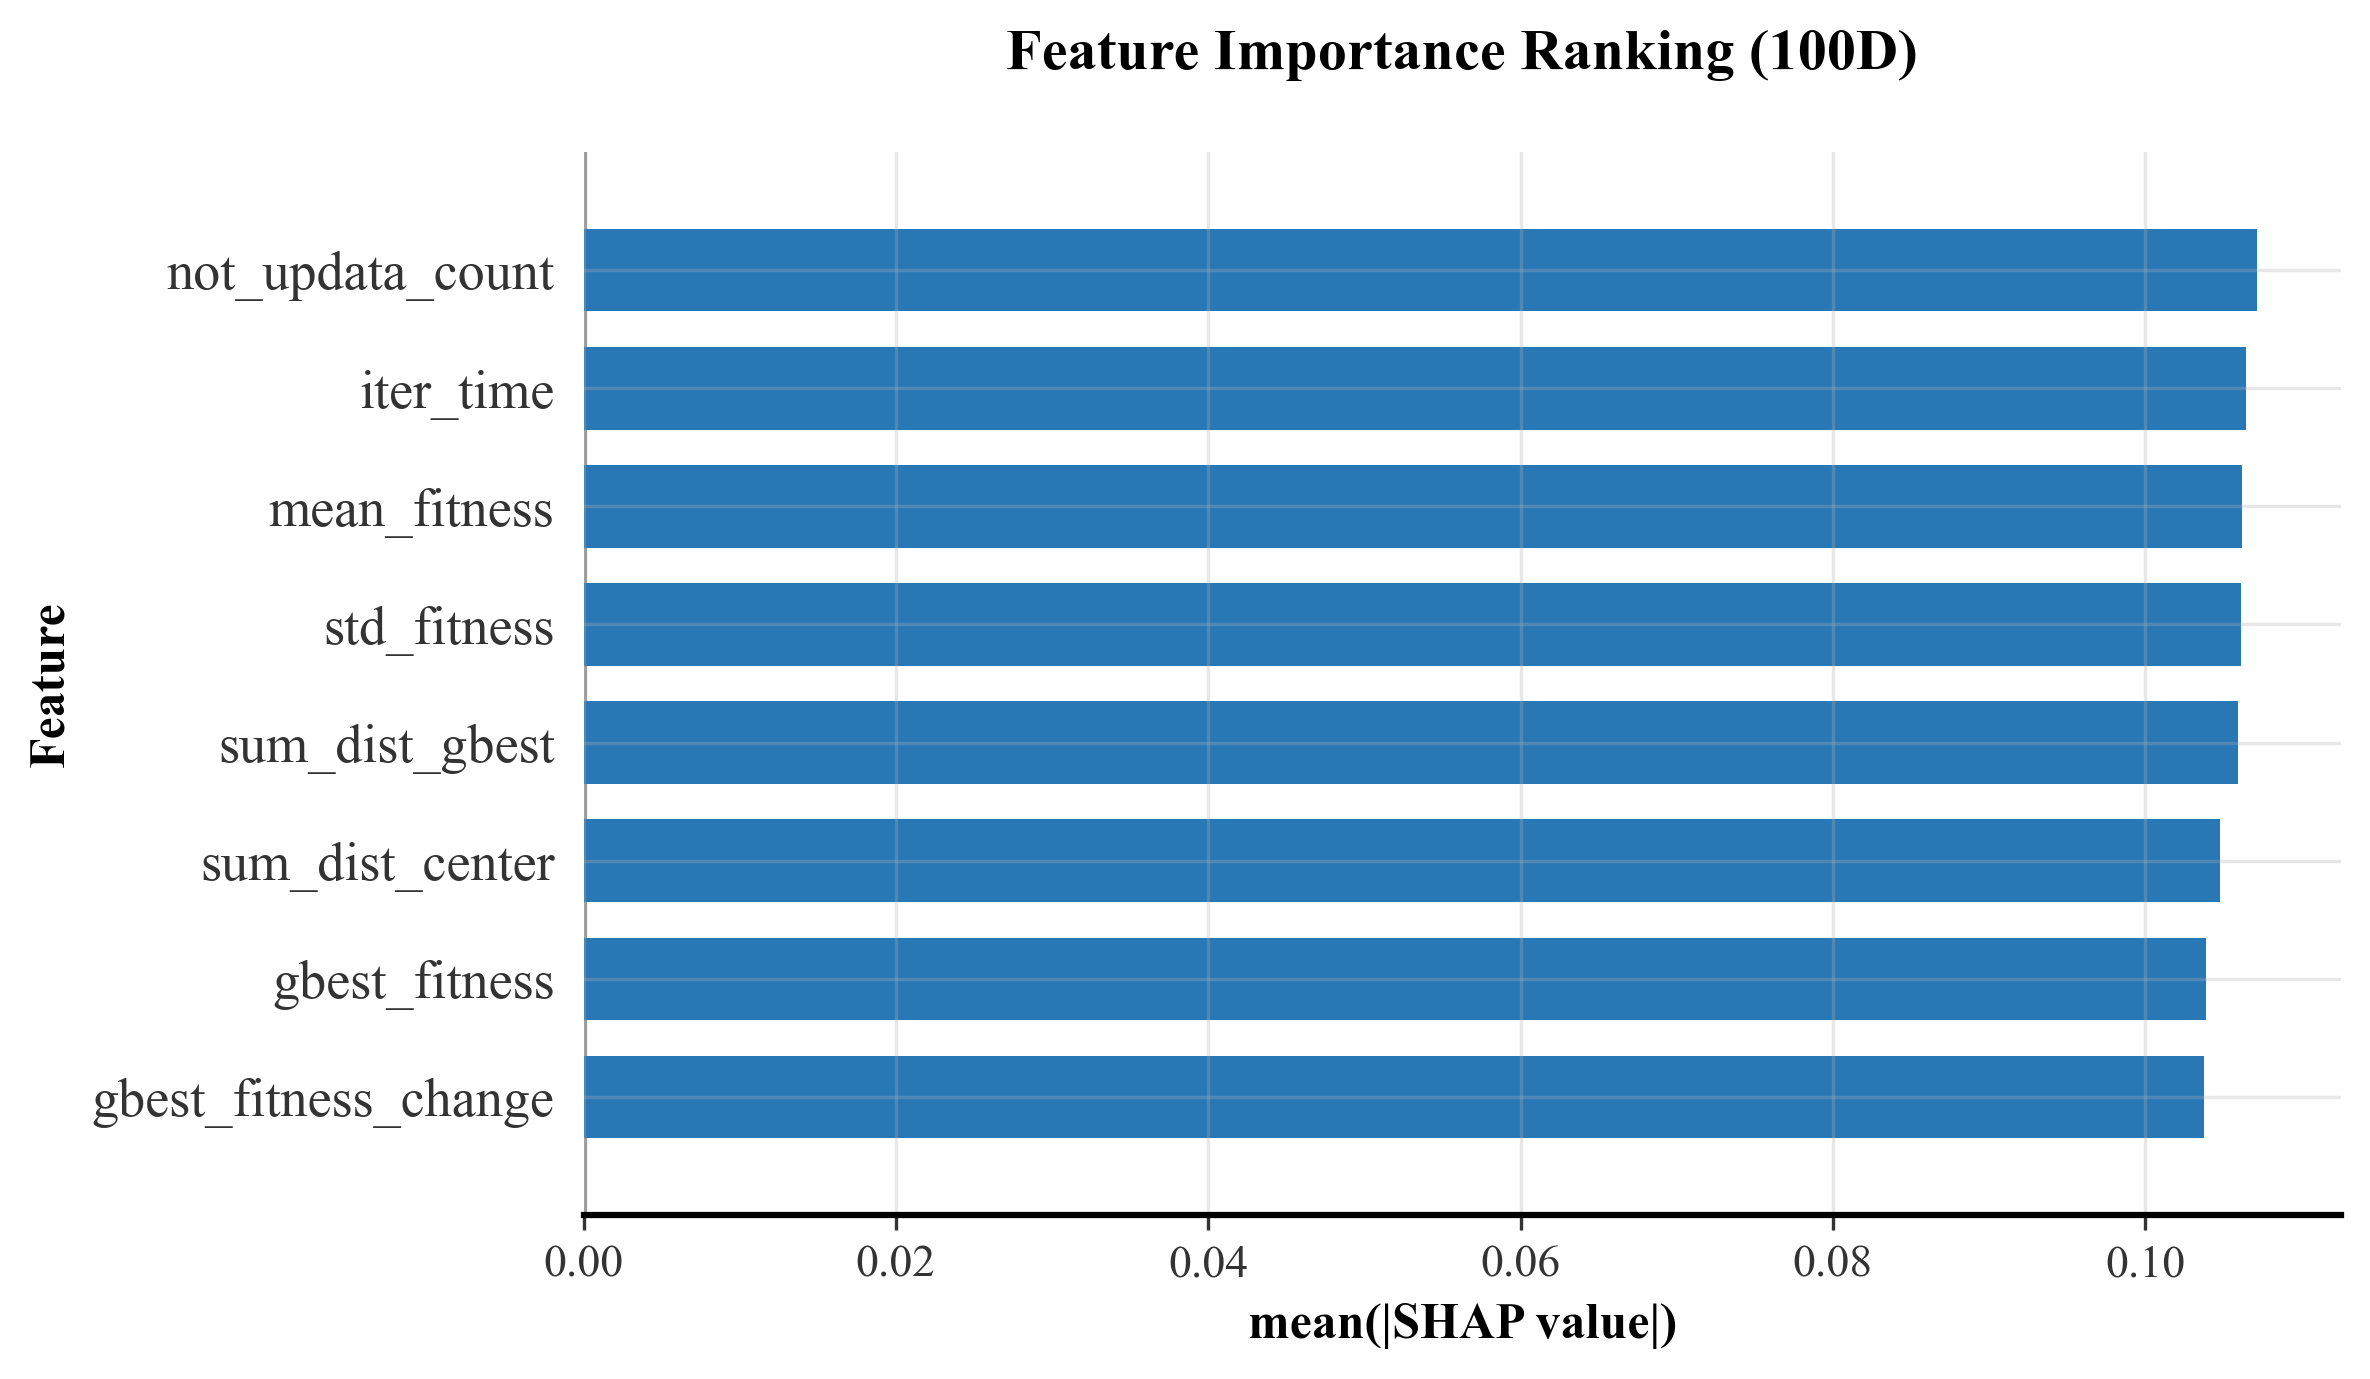 Feature Importance Ranking (100D)
Feature
not_updata_count
iter_time
mean_fitness
std_fitness
sum_dist_gbest
sum_dist_center
gbest_fitness
gbest_fitness_change
0.00 0.02 0.04 0.06 0.08 0.10
mean(|SHAP value|)